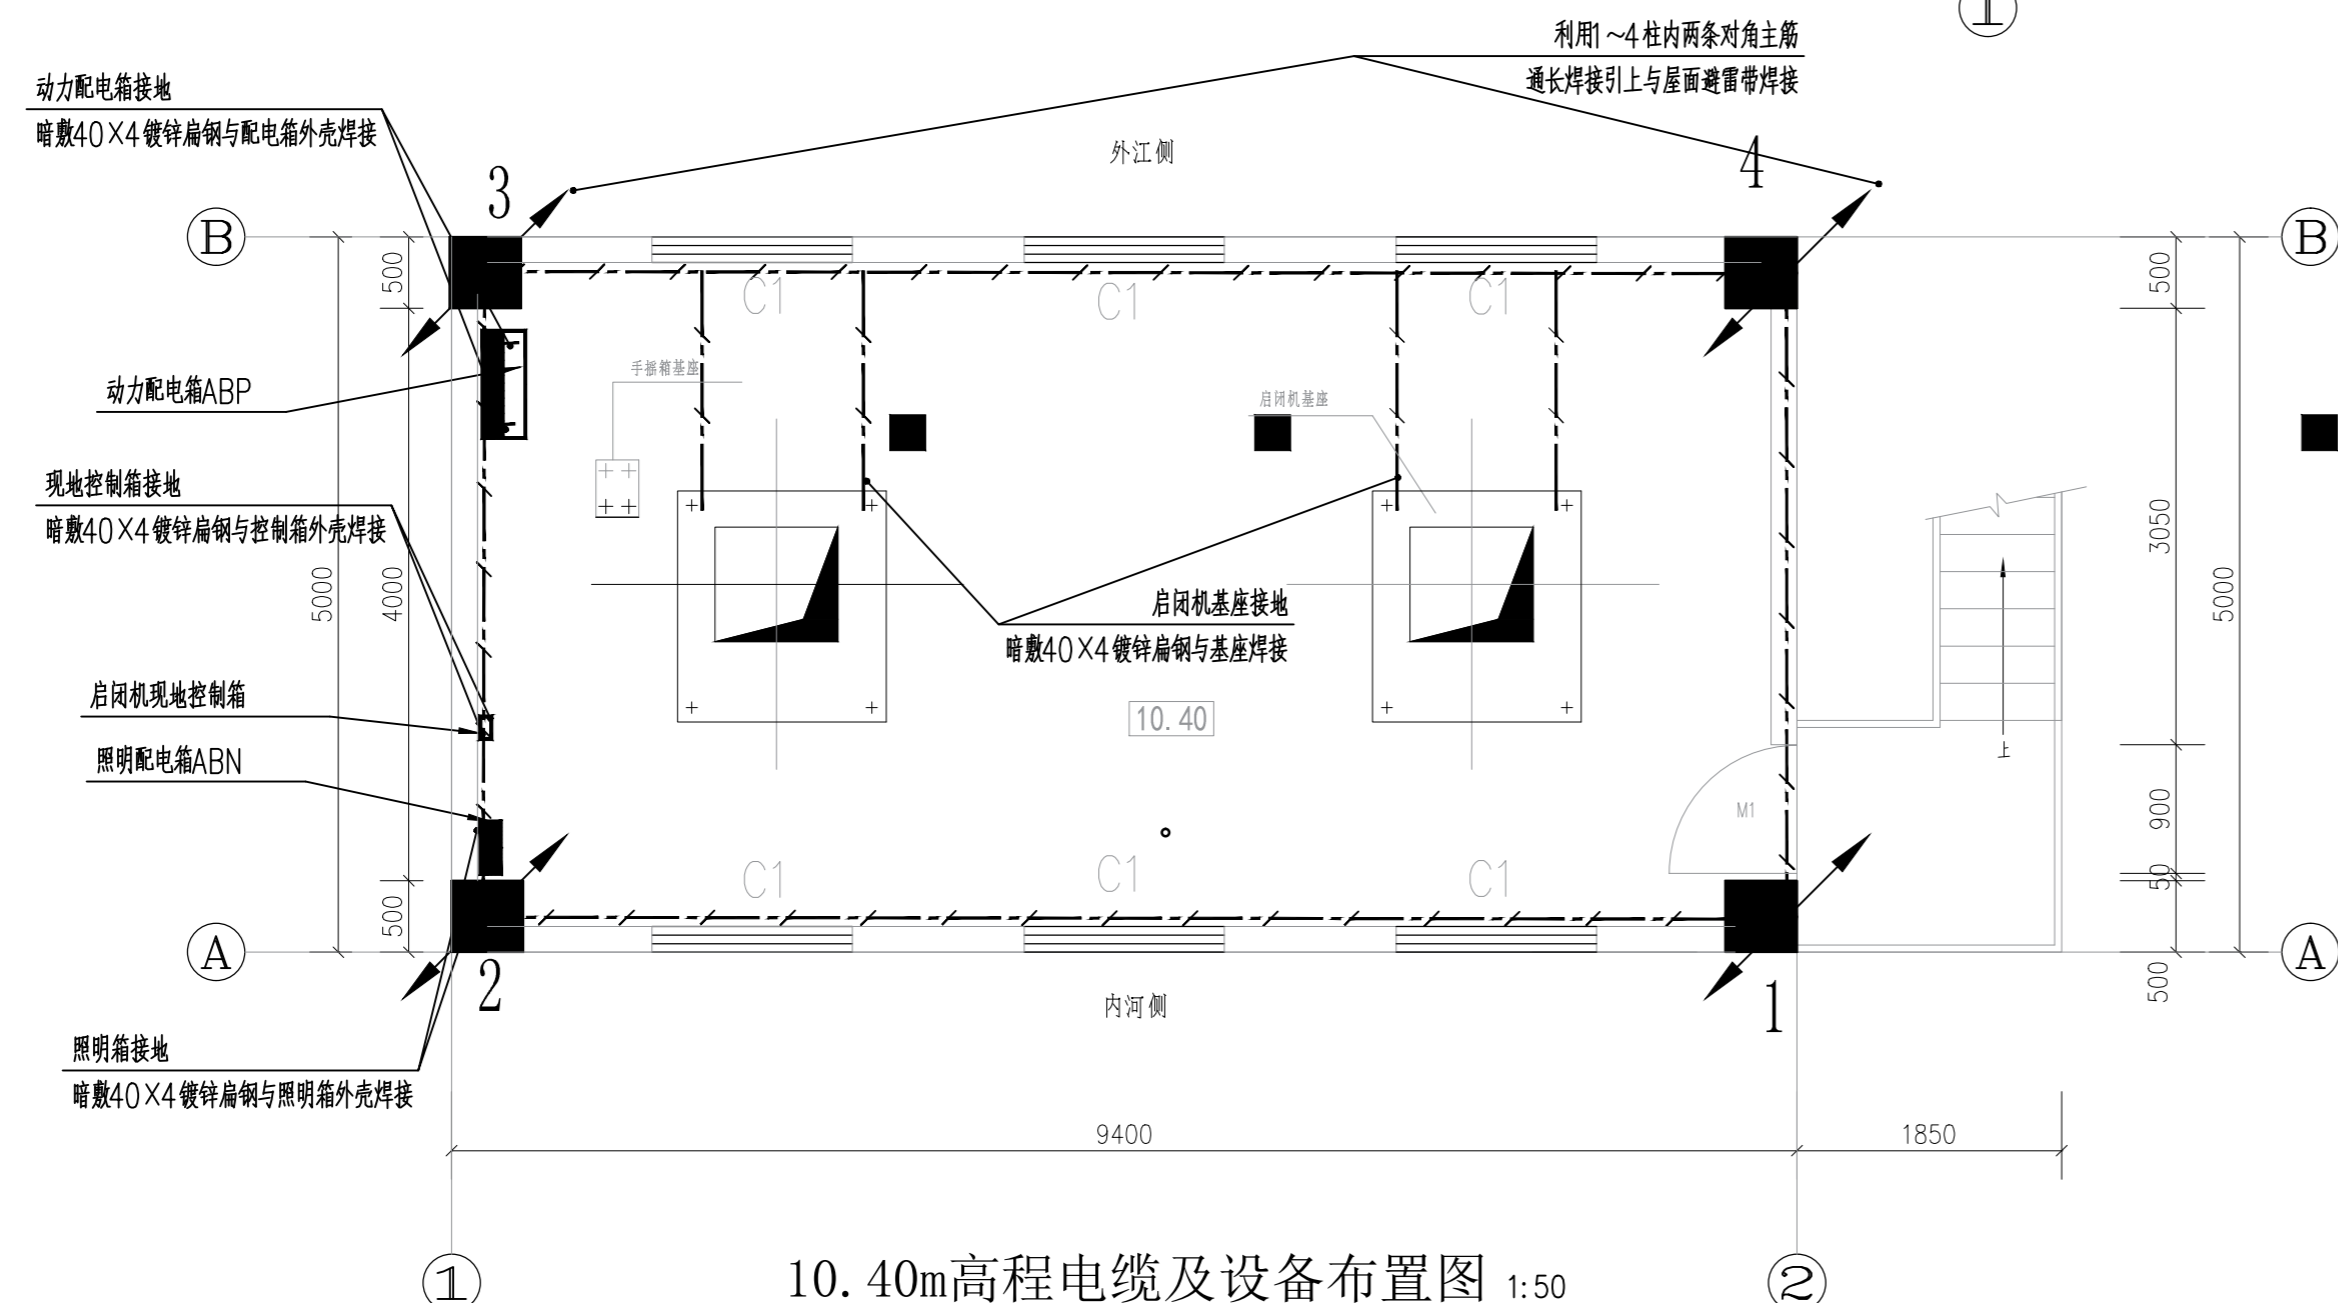 1
利用1～4柱内两条对角主筋
通长焊接引上与屋面避雷带焊接
动力配电箱接地
暗敷40×4镀锌扁钢与配电箱外壳焊接
外江侧
3
4
B
B
500
500
C1
C1
C1
手摇箱基座
动力配电箱ABP
启闭机基座
现地控制箱接地
暗敷40×4镀锌扁钢与控制箱外壳焊接
3050
5000
4000
5000
启闭机基座接地
暗敷40×4镀锌扁钢与基座焊接
启闭机现地控制箱
10.40
上
照明配电箱ABN
M1
900
50
C1
C1
C1
500
500
A
A
2
内河侧
1
照明箱接地
暗敷40×4镀锌扁钢与照明箱外壳焊接
9400
1850
1
10.40m高程电缆及设备布置图 1:50
2